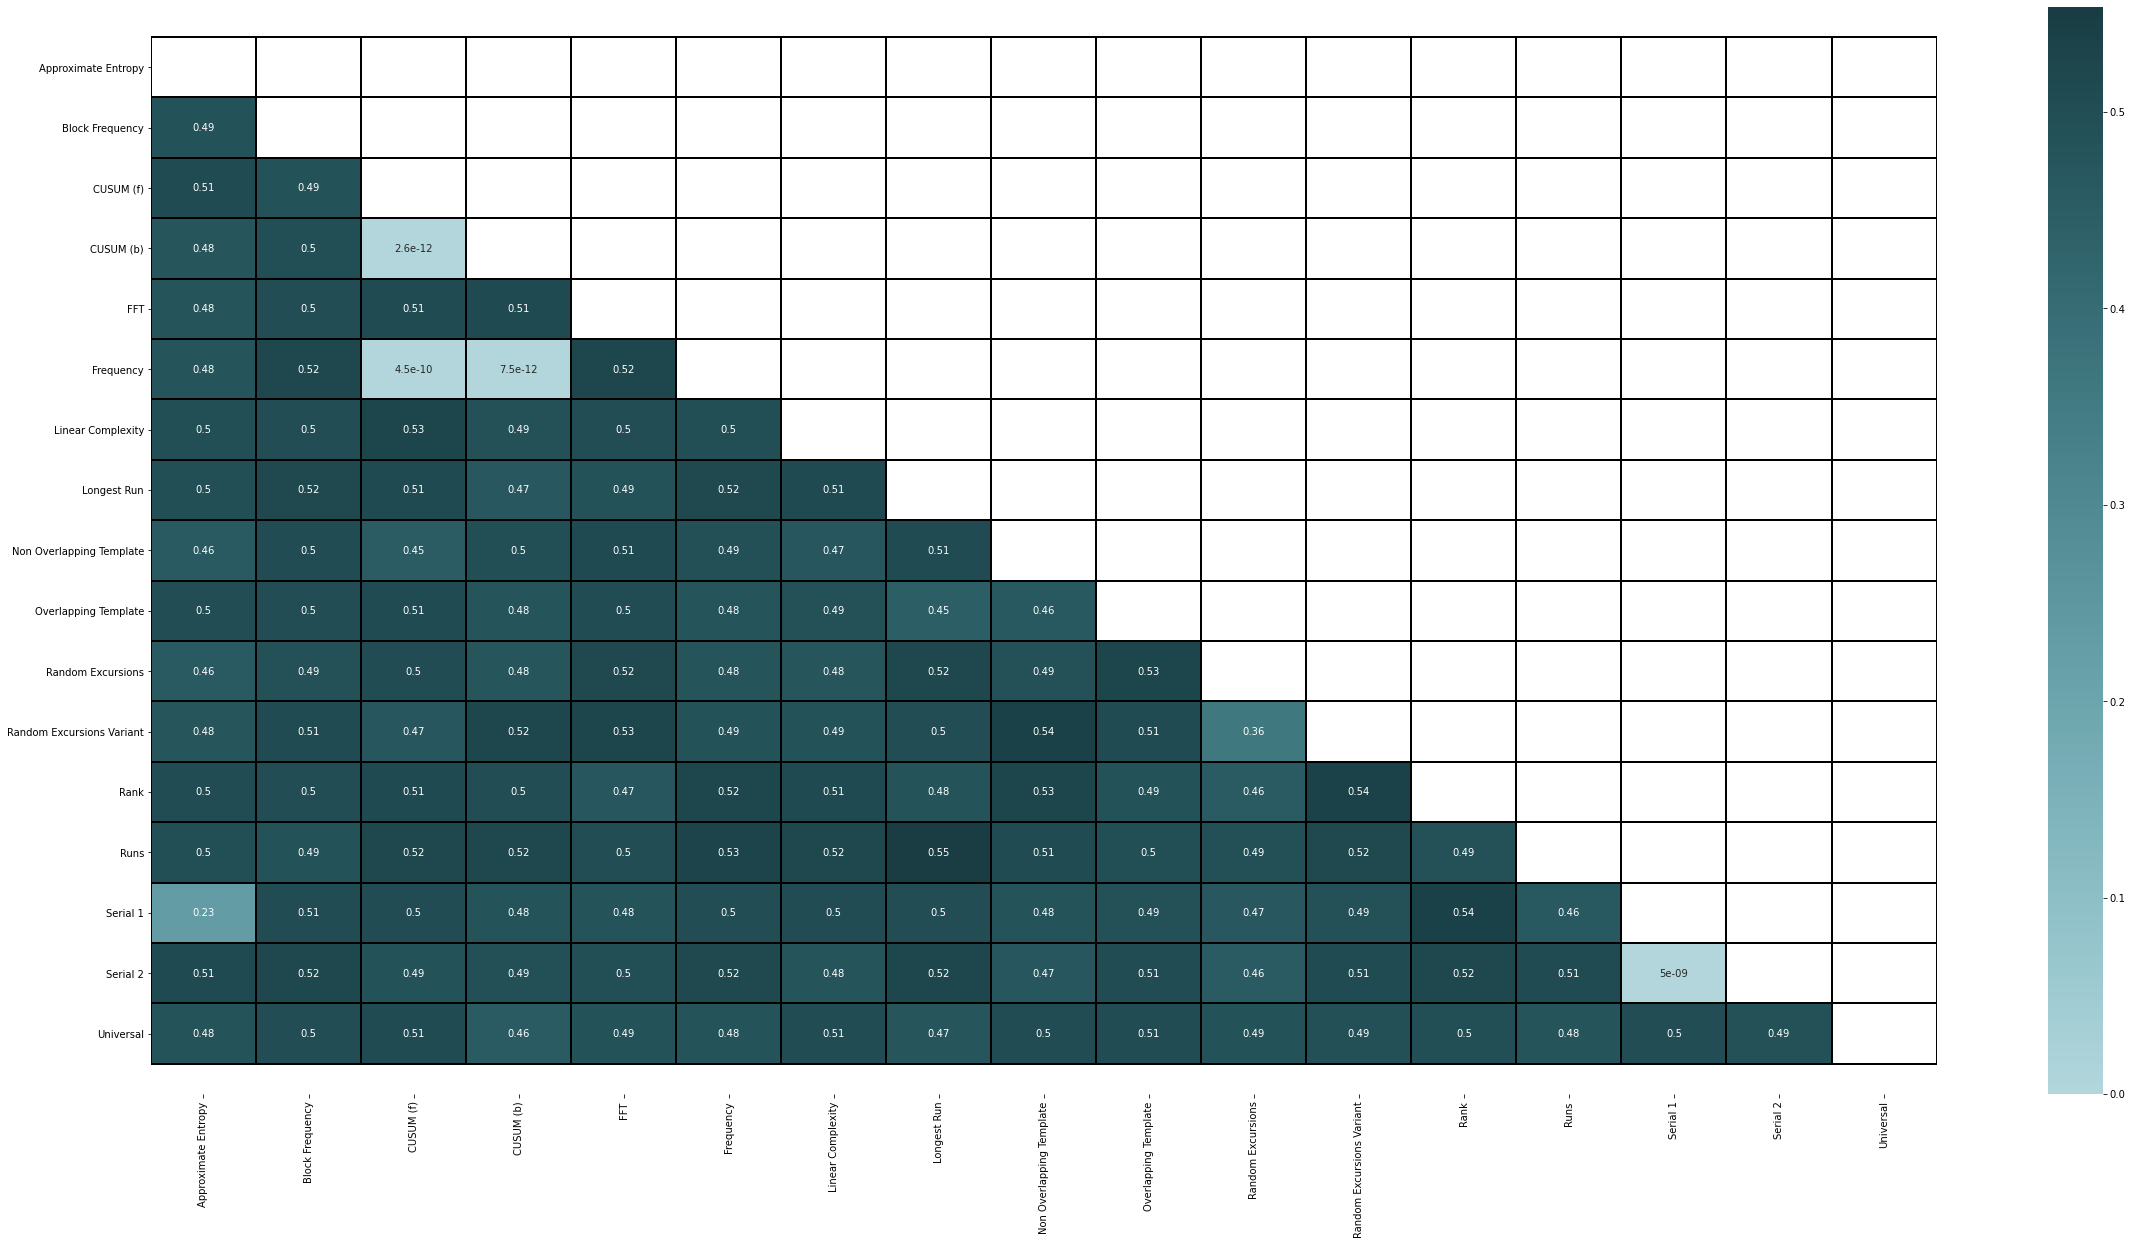 Approximate Entropy
Block Frequency 0.49
CUSUM (f) 0.51 0.49
CUSUM (b) 0.48 0.5 2.6e-12
FFT 0.48 0.5 0.51 0.51
Frequency 0.48 0.52 4.5e-10 7.5e-12 0.52
Linear Complexity 0.5 0.5 0.53 0.49 0.5 0.5
Longest Run 0.5 0.52 0.51 0.47 0.49 0.52 0.51
Non Overlapping Template 0.46 0.5 0.45 0.5 0.51 0.49 0.47 0.51
Overlapping Template 0.5 0.5 0.51 0.48 0.5 0.48 0.49 0.45 0.46
Random Excursions 0.46 0.49 0.5 0.48 0.52 0.48 0.48 0.52 0.49 0.53
Random Excursions Variant 0.48 0.51 0.47 0.52 0.53 0.49 0.49 0.5 0.54 0.51 0.36
Rank 0.5 0.5 0.51 0.5 0.47 0.52 0.51 0.48 0.53 0.49 0.46 0.54
Runs 0.5 0.49 0.52 0.52 0.5 0.53 0.52 0.55 0.51 0.5 0.49 0.52 0.49
Serial 1 0.23 0.51 0.5 0.48 0.48 0.5 0.5 0.5 0.48 0.49 0.47 0.49 0.54 0.46
Serial 2 0.51 0.52 0.49 0.49 0.5 0.52 0.48 0.52 0.47 0.51 0.46 0.51 0.52 0.51 5e-09
Universal 0.48 0.5 0.51 0.46 0.49 0.48 0.51 0.47 0.5 0.51 0.49 0.49 0.5 0.48 0.5 0.49
Approximate Entropy
Block Frequency
CUSUM (f)
CUSUM (b)
FFT
Frequency
Linear Complexity
Longest Run
Non Overlapping Template
Overlapping Template
Random Excursions
Random Excursions Variant
Rank
Runs
Serial 1
Serial 2
Universal
0.5
0.4
0.3
0.2
0.1
0.0